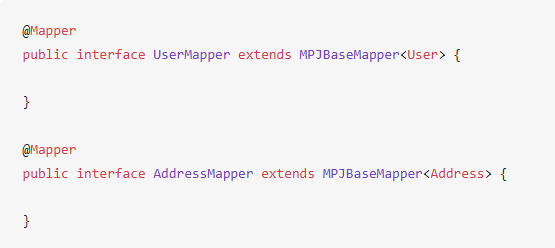 @Mapper
public interface UserMapper extends MPJBaseMapper<User> {
}
@Mapper
public interface AddressMapper extends MPJBaseMapper<Address> {
}